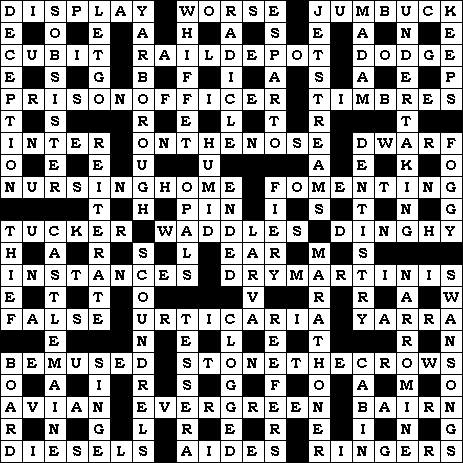 DISPLAY WORSE JUMBUCK
E O E A H A S E A N E
CUBIT RAILDEPOT DODGE
E S G B F I A S A E P
PRISONOFFICER TIMBRES
T S R E L T R T
INTER ONTHENOSE DWARF
O E E U U A E K O
NURSINGHOME FOMENTING
T H PIN I S T N G
TUCKER WADDLES DINGHY
H A R S L EAR M S
INSTANCES DRYMARTINIS
E T T O V R R A W
FALSE URTICARIA YARRA
E N E L E T R N
BEMUSED STONETHECROWS
O A I R S G F O A M O
AVIAN EVERGREEN BAIRN
R N G L R E R E I N G
DIESELS AIDES RINGERS